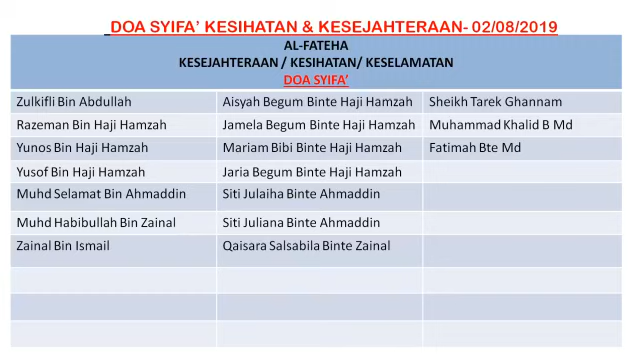 DOA SYIFA’ KESIHATAN & KESEJAHTERAAN- 02/08/2019
AL-FATEHA
KESEJAHTERAAN / KESIHATAN/ KESELAMATAN
DOA SYIFA’
Zulkifli Bin Abdullah Aisyah Begum Binte Haji Hamzah Sheikh Tarek Ghannam
Razeman Bin Haji Hamzah Jamela Begum Binte Haji Hamzah Muhammad Khalid B Md
Yunos Bin Haji Hamzah Mariam Bibi Binte Haji Hamzah Fatimah Bte Md
Yusof Bin Haji Hamzah Jaria Begum Binte Haji Hamzah
Muhd Selamat Bin Ahmaddin Siti Julaiha Binte Ahmaddin
Muhd Habibullah Bin Zainal Siti Juliana Binte Ahmaddin
Zainal Bin Ismail Qaisara Salsabila Binte Zainal